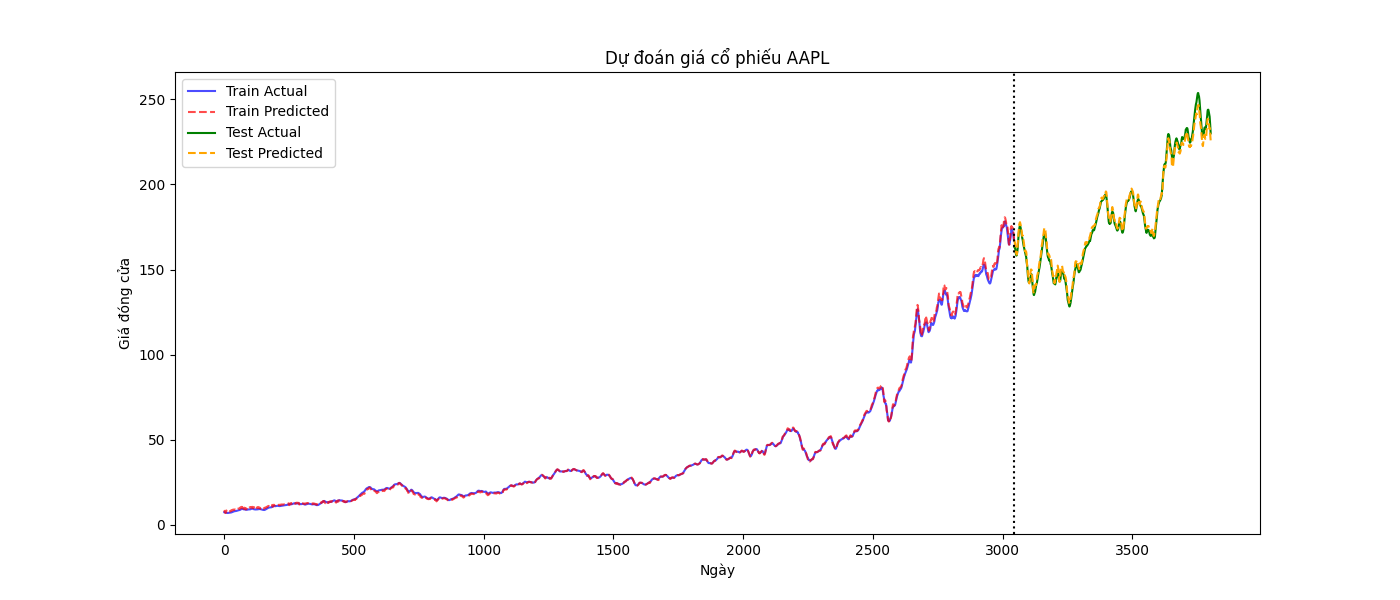 Dự đoán giá cổ phiếu AAPL
Train Actual
Train Predicted
Test Actual
Test Predicted
Giá đóng cửa
250
200
150
100
50
0
0 500 1000 1500 2000 2500 3000 3500
Ngày